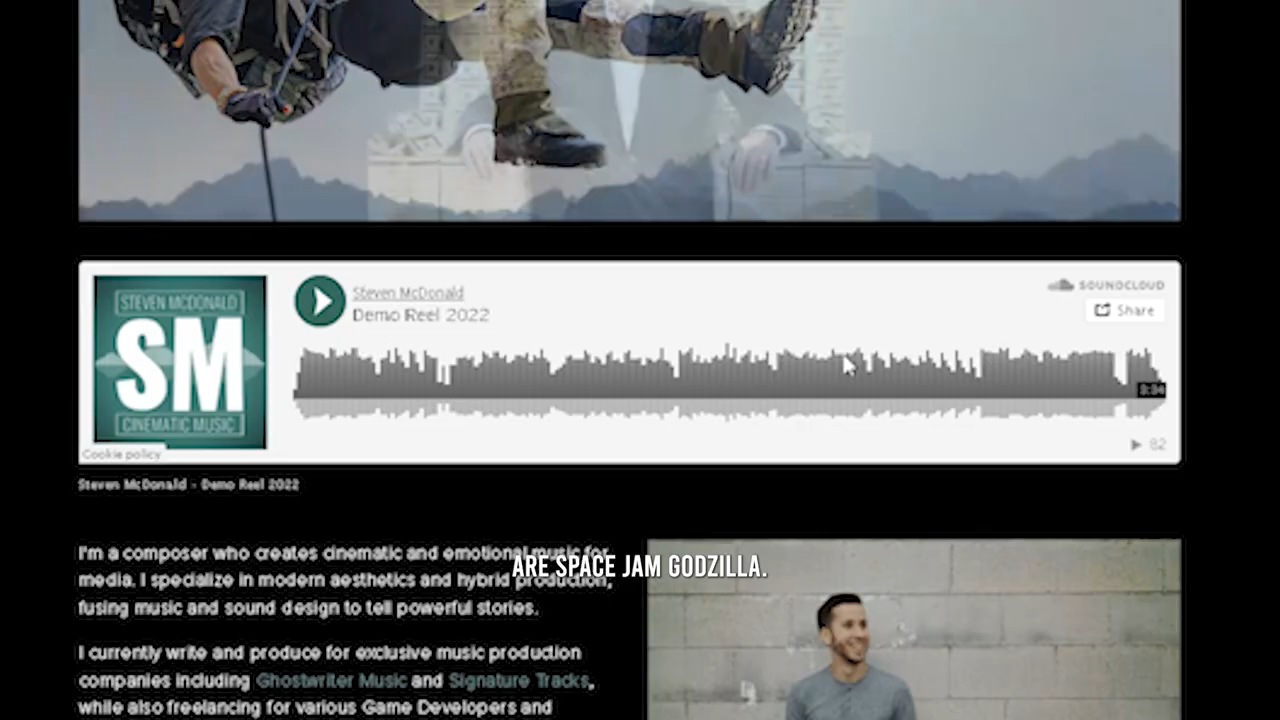 STEVEN MCDONALD
SM
CINEMATIC MUSIC
Cookie policy
Steven McDonald
Demo Reel 2022
SOUNDCLOUD
Share
3:34
82
Steven McDonald - Demo Reel 2022
I'm a composer who creates cinematic and emotional music for
media. I specialize in modern aesthetics and hybrid production,
fusing music and sound design to tell powerful stories.
ARE SPACE JAM GODZILLA.
I currently write and produce for exclusive music production
companies including Ghostwriter Music and Signature Tracks,
while also freelancing for various Game Developers and